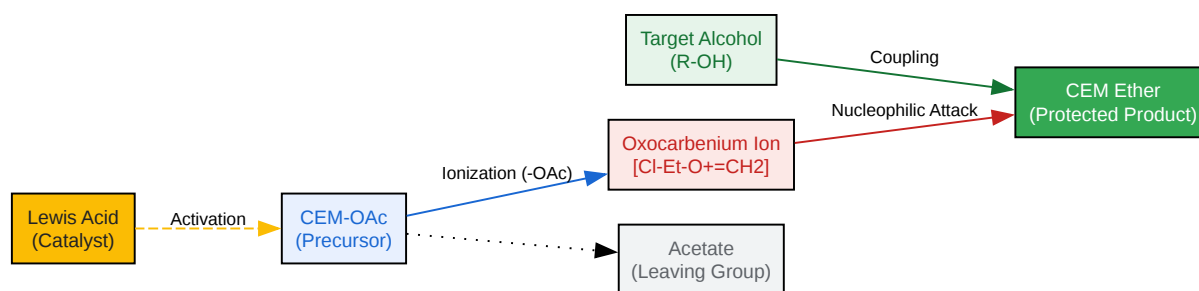 Lewis Acid
(Catalyst)
Activation
CEM-OAc
(Precursor)
Ionization (-OAc)
Target Alcohol
(R-OH)
Oxocarbenium Ion
[Cl-Et-O+=CH2]
Acetate
(Leaving Group)
Coupling
Nucleophilic Attack
CEM Ether
(Protected Product)